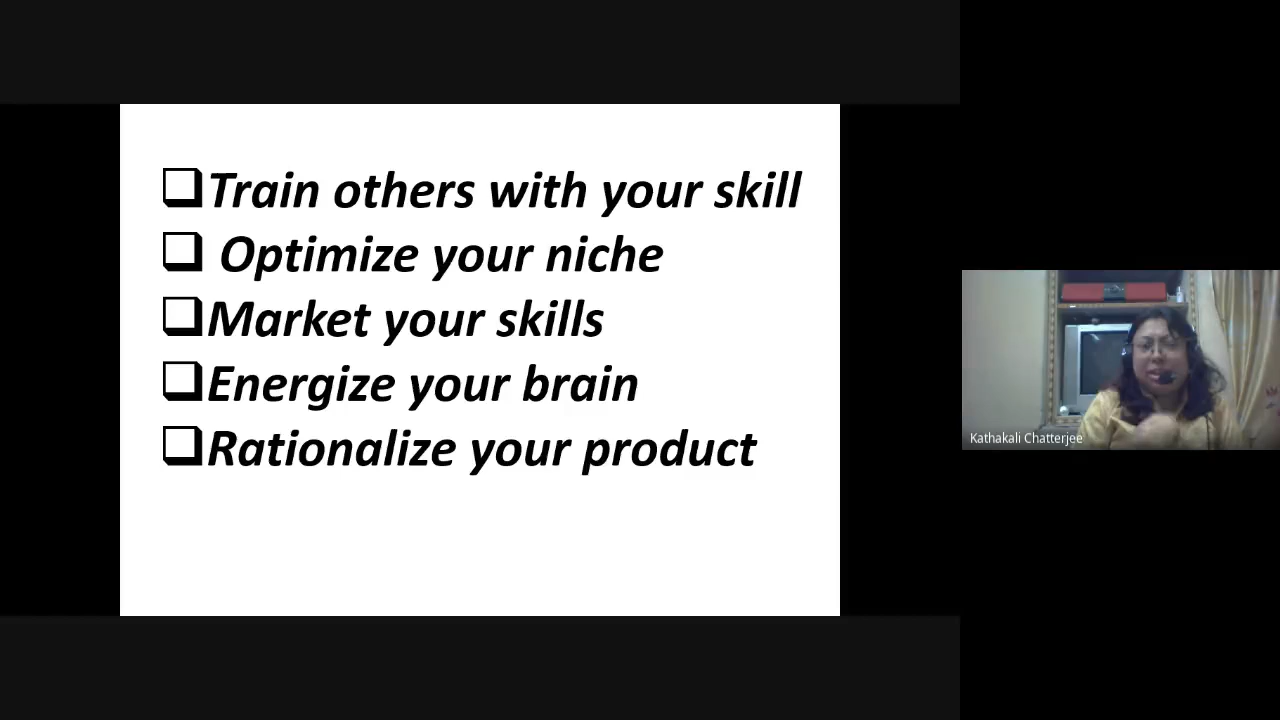 Train others with your skill
Optimize your niche
Market your skills
Energize your brain
Rationalize your product
Kathakali Chatterjee